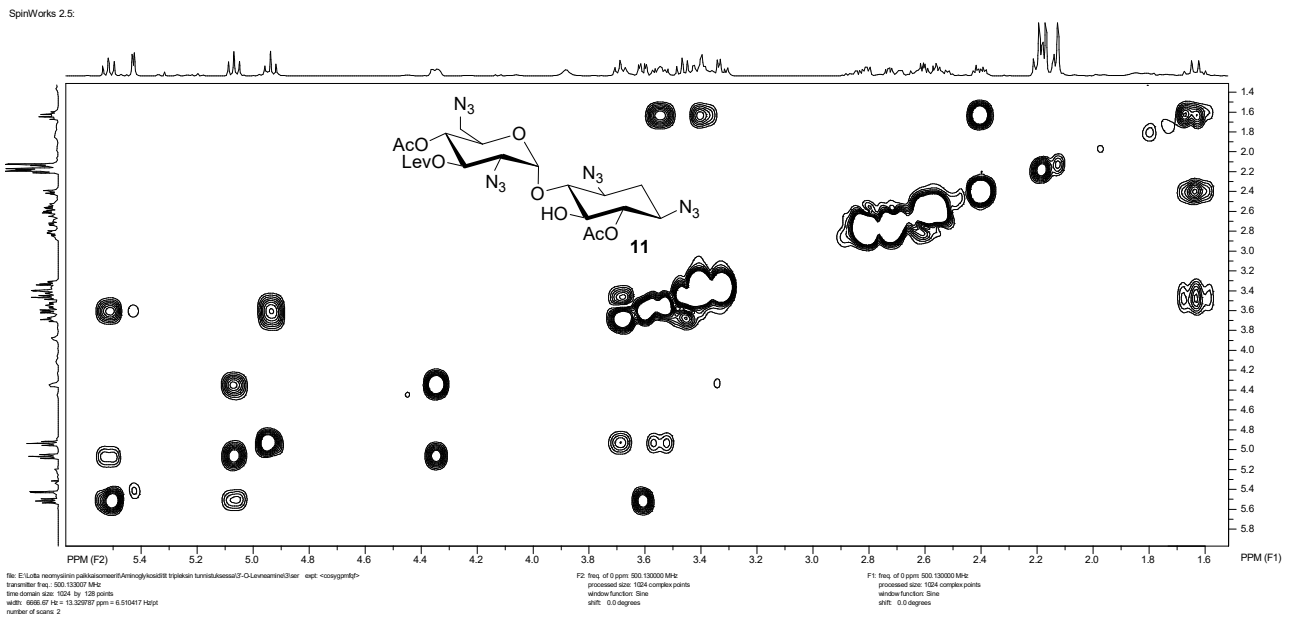 SpinWorks 2.5:
1.4
1.6
1.8
2.0
2.2
2.4
2.6
2.8
3.0
3.2
3.4
3.6
3.8
4.0
4.2
4.4
4.6
4.8
5.0
5.2
5.4
5.6
5.8
N3
O
AcO
LevO
N3
O
N3
N3
HO
AcO
11
PPM (F2) 5.4 5.0 4.8 4.6 4.4 4.2 4.0 3.8 3.6 3.4 3.2 3.0 2.8 2.6 2.4 2.2 2.0 1.8 1.6 PPM (F1)
transmitter freq.: 500.133007 MHz
time domain size: 1024 by 128 points
width: 6666.67 Hz = 13.329787 ppm = 6.510417 Hz/pt
number of scans: 2
F2: freq. of 0 ppm: 500.130000 MHz
processed size: 1024 complex points
window function: Sine
shift: 0.0 degrees
F1: freq. of 0 ppm: 500.130000 MHz
processed size: 1024 complex points
window function: Sine
shift: 0.0 degrees